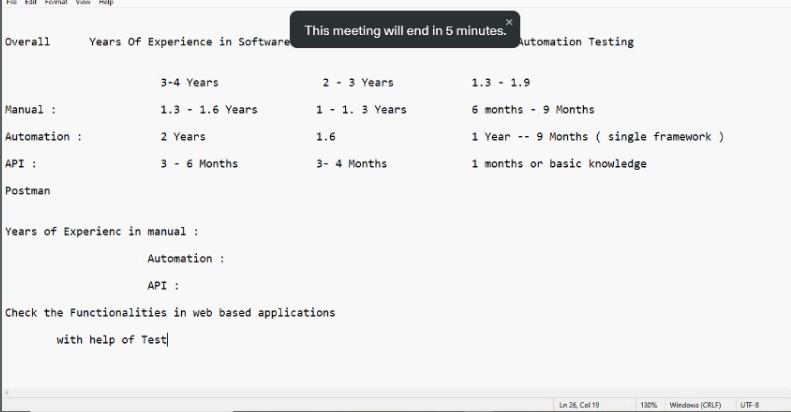 File Edit Format View Help
This meeting will end in 5 minutes. ×
Overall Years Of Experience in Software Automation Testing
3-4 Years 2 - 3 Years 1.3 - 1.9
Manual : 1.3 - 1.6 Years 1 - 1. 3 Years 6 months - 9 Months
Automation : 2 Years 1.6 1 Year -- 9 Months ( single framework )
API : 3 - 6 Months 3- 4 Months 1 months or basic knowledge
Postman
Years of Experienc in manual :
Automation :
API :
Check the Functionalities in web based applications
with help of Test
Ln 26, Col 19 130% Windows (CRLF) UTF-8